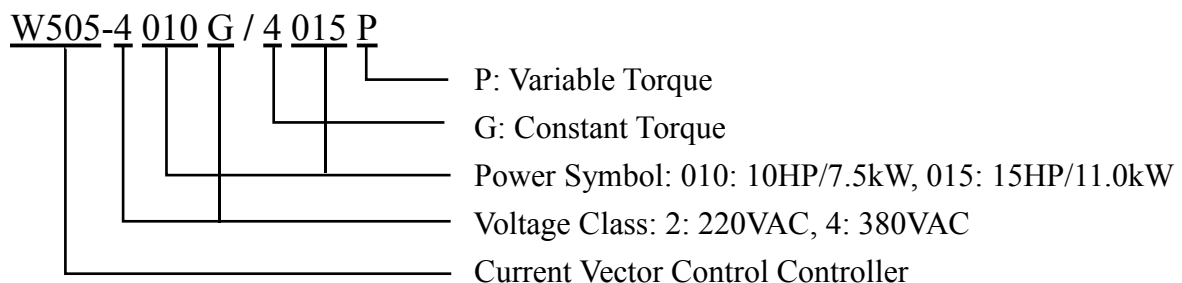 W505-4 010 G / 4 015 P
P: Variable Torque
G: Constant Torque
Power Symbol: 010: 10HP/7.5kW, 015: 15HP/11.0kW
Voltage Class: 2: 220VAC, 4: 380VAC
Current Vector Control Controller